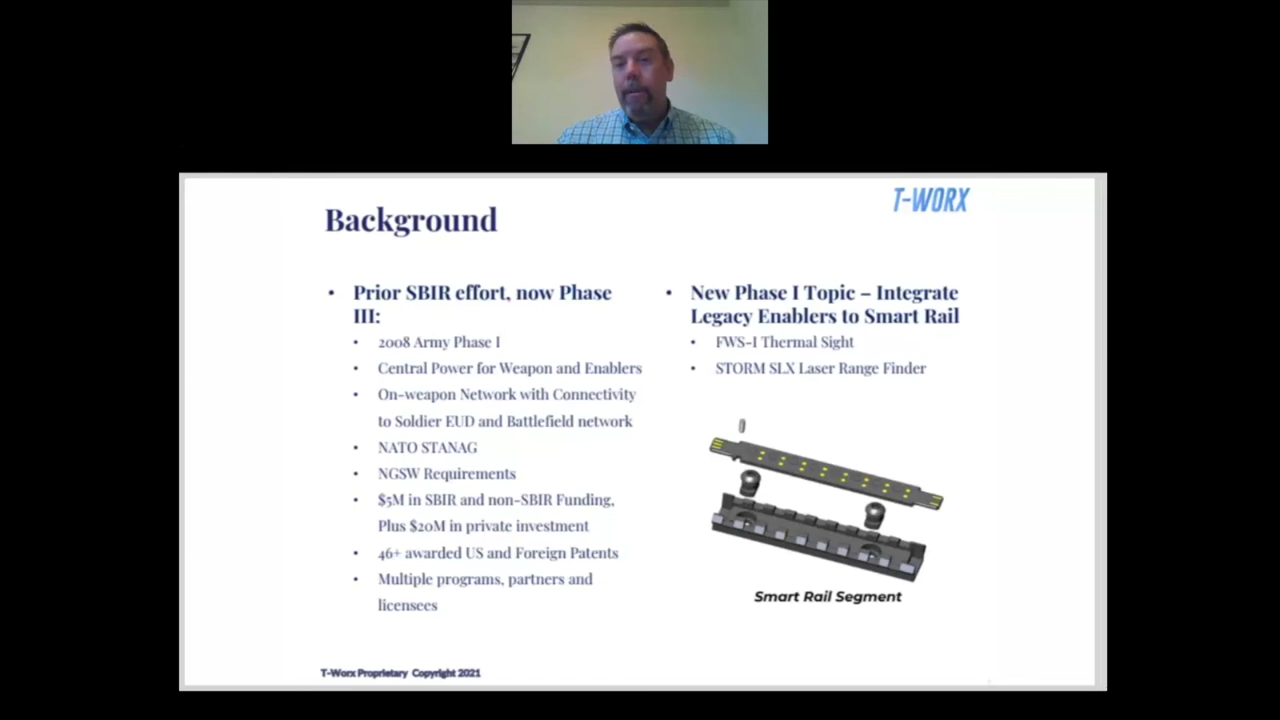 T-WORX
Background
• Prior SBIR effort, now Phase
III:
• 2008 Army Phase I
• Central Power for Weapon and Enablers
• On-weapon Network with Connectivity
to Soldier EUD and Battlefield network
• NATO STANAG
• NGSW Requirements
• $5M in SBIR and non-SBIR Funding,
Plus $20M in private investment
• 46+ awarded US and Foreign Patents
• Multiple programs, partners and
licensees
• New Phase I Topic – Integrate
Legacy Enablers to Smart Rail
• FWS-I Thermal Sight
• STORM SLX Laser Range Finder
Smart Rail Segment
T-Worx Proprietary Copyright 2021